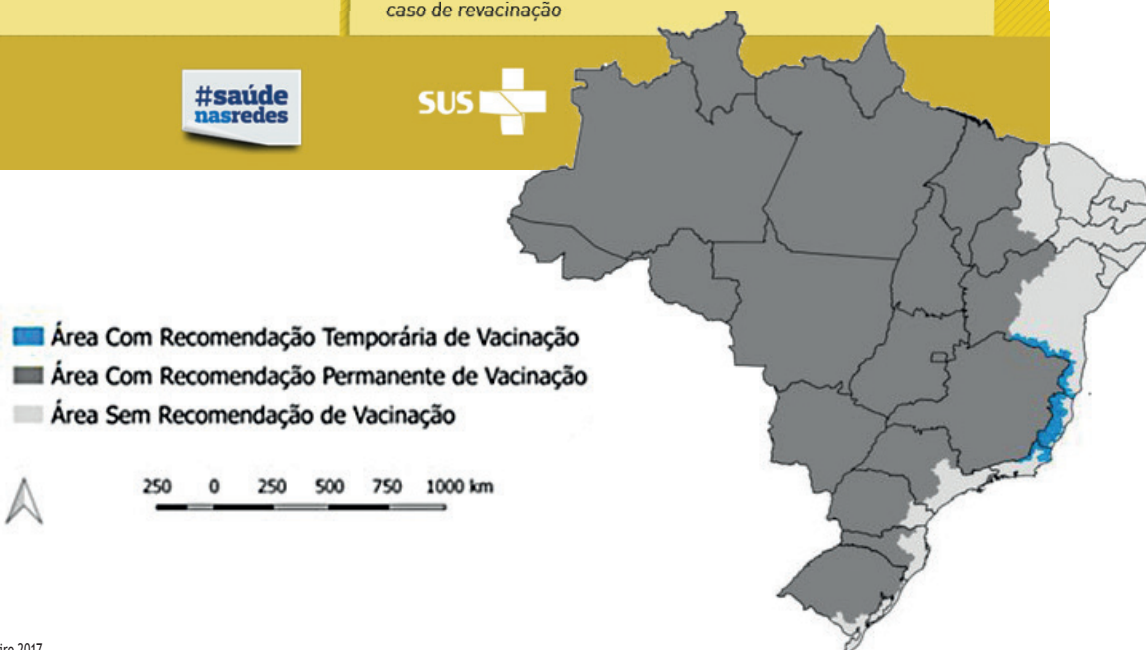 caso de revacinação
#saúde
nasredes
SUS
Área Com Recomendação Temporária de Vacinação
Área Com Recomendação Permanente de Vacinação
Área Sem Recomendação de Vacinação
250 0 250 500 750 1000 km
2017